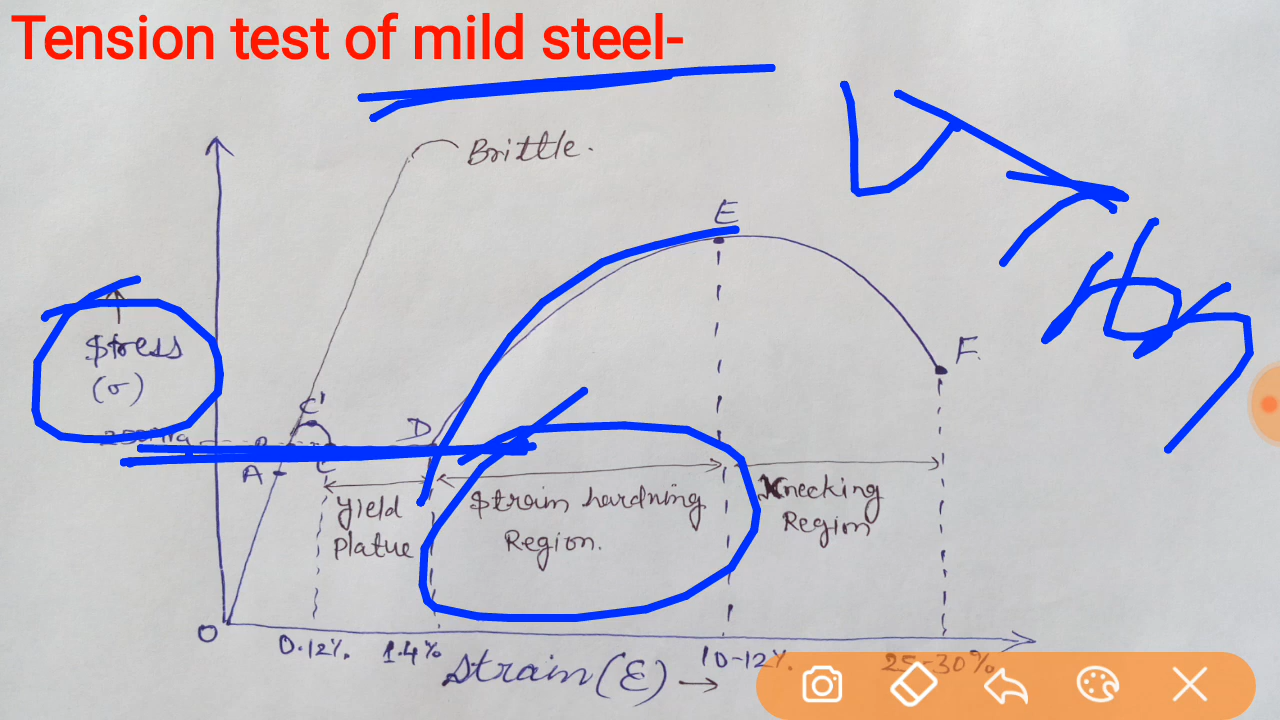 Tension test of mild steel-
Brittle.
E
Stress
(σ)
F.
C'
D
A
C
Yield
Platue
Strain hardning
Region.
Knecking
Region
O
0.12%.
1.4%
10-12%.
25-30%
Strain(ε) →